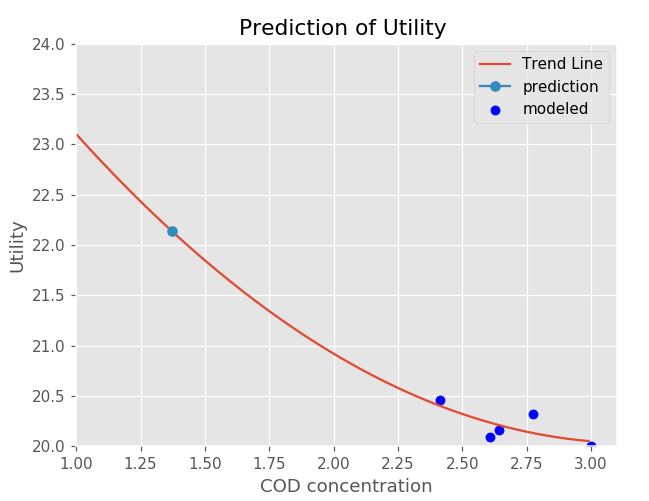 Prediction of Utility
24.0
23.5
23.0
22.5
22.0
21.5
21.0
20.5
20.0
Utility
Trend Line
prediction
modeled
1.00 1.25 1.50 1.75 2.00 2.25 2.50 2.75 3.00
COD concentration